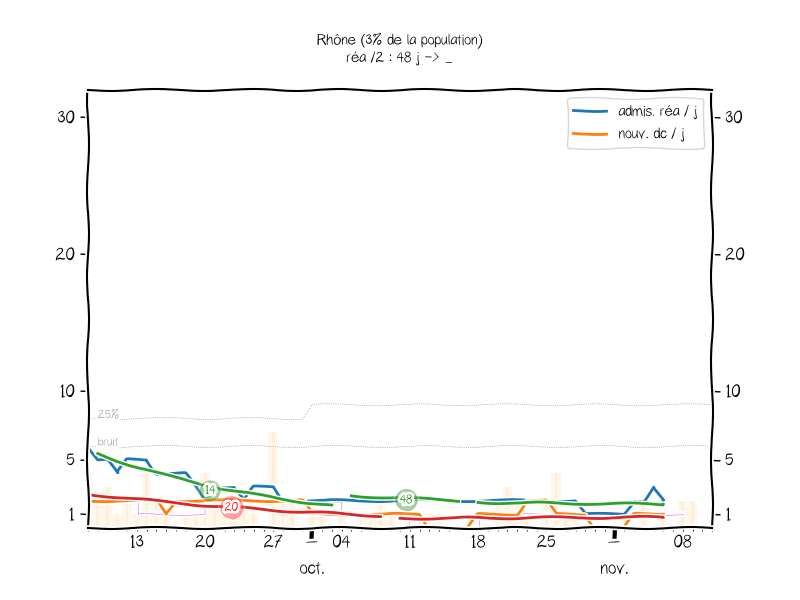 Rhône (3% de la population)
réa /2 : 48 j -> _
admis. réa / j
nouv. dc / j
30
30
20
20
10
10
25%
bruit
5
5
14
48
20
1
1
13 20 27 04 11 18 25 08
oct. nov.